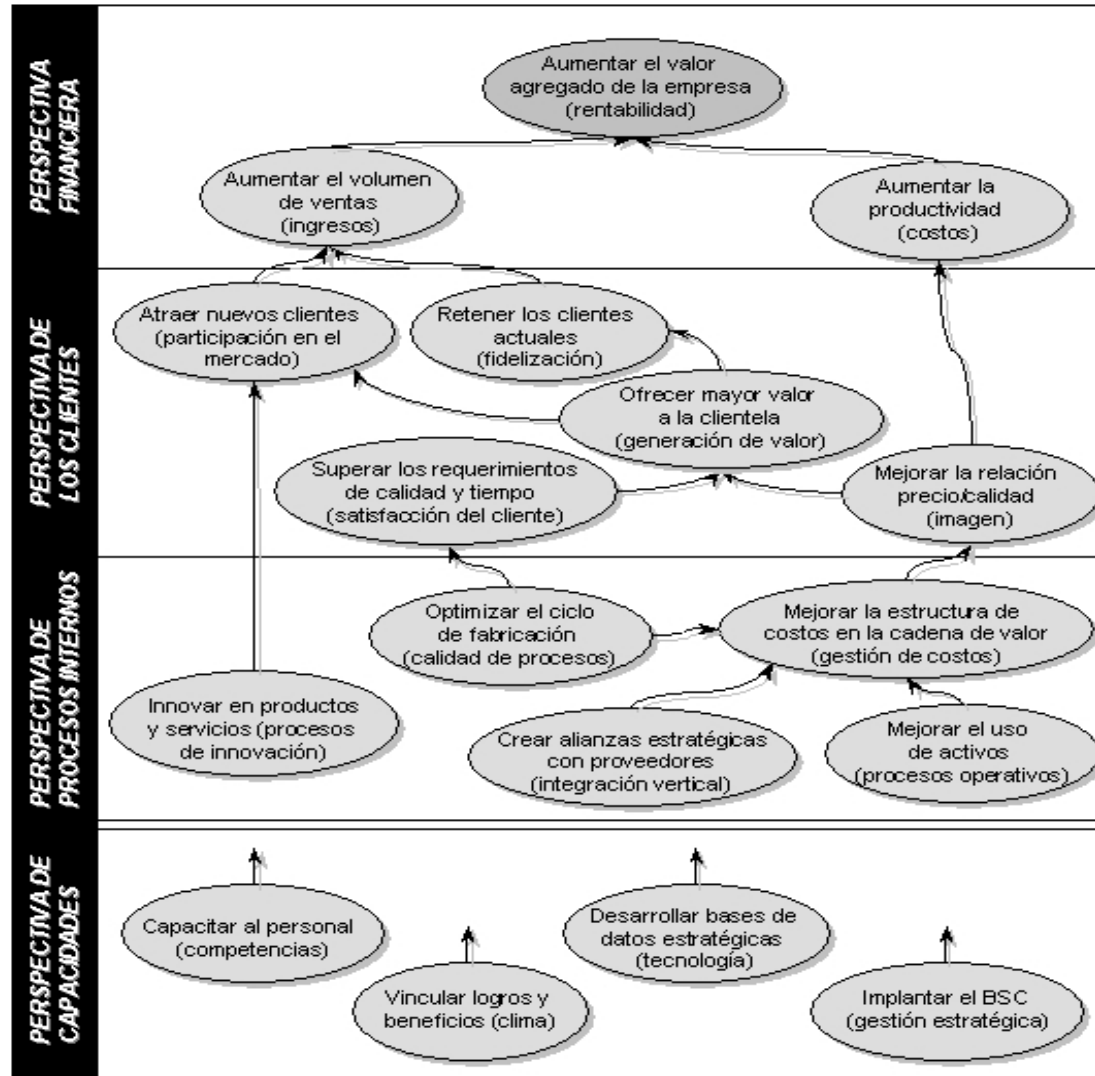 PERSPECTIVA
FINANCIERA
Aumentar el valor
agregado de la empresa
(rentabilidad)
Aumentar el volumen
de ventas
(ingresos)
Aumentar la
productividad
(costos)
PERSPECTIVA DE
LOS CLIENTES
Atraer nuevos clientes
(participación en el
mercado)
Retener los clientes
actuales
(fidelización)
Ofrecer mayor valor
a la clientela
(generación de valor)
Superar los requerimientos
de calidad y tiempo
(satisfacción del cliente)
Mejorar la relación
precio/calidad
(imagen)
PERSPECTIVA DE
PROCESOS INTERNOS
Optimizar el ciclo
de fabricación
(calidad de procesos)
Mejorar la estructura de
costos en la cadena de valor
(gestión de costos)
Innovar en productos
y servicios (procesos
de innovación)
Crear alianzas estratégicas
con proveedores
(integración vertical)
Mejorar el uso
de activos
(procesos operativos)
PERSPECTIVA DE
CAPACIDADES
Capacitar al personal
(competencias)
Vincular logros y
beneficios (clima)
Desarrollar bases de
datos estratégicas
(tecnología)
Implantar el BSC
(gestión estratégica)